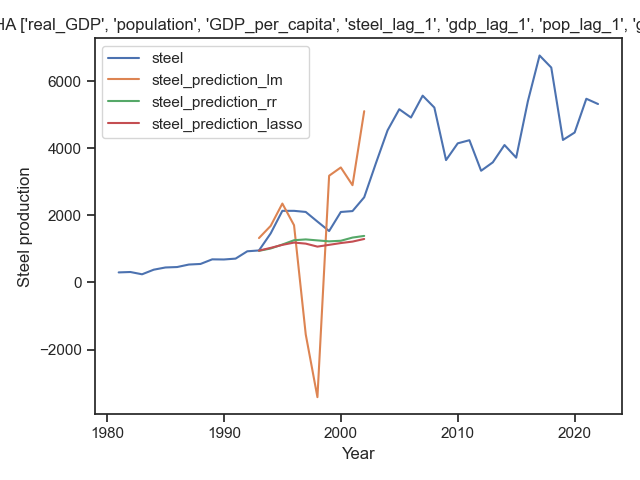 HA ['real_GDP', 'population', 'GDP_per_capita', 'steel_lag_1', 'gdp_lag_1', 'pop_lag_1', 'g
steel
steel_prediction_lm
steel_prediction_rr
steel_prediction_lasso
6000
4000
2000
0
−2000
Steel production
1980
1990
2000
2010
2020
Year